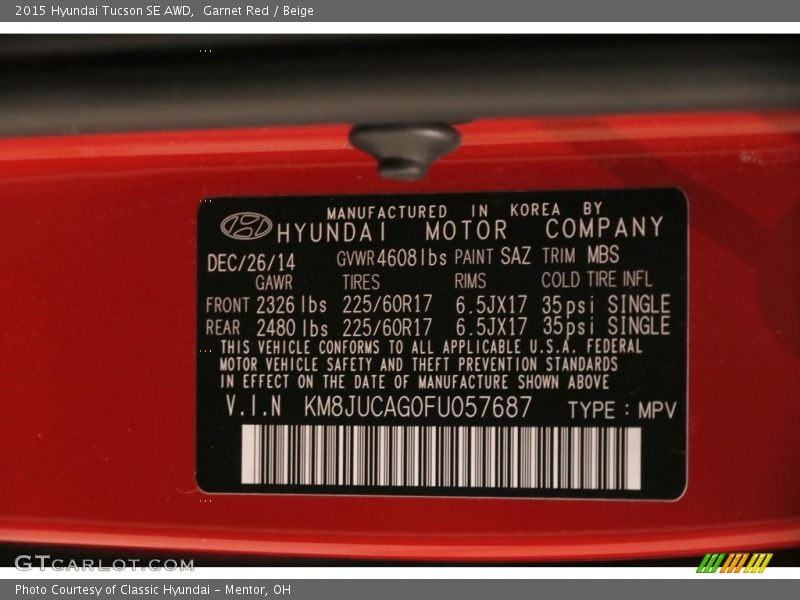 2015 Hyundai Tucson SE AWD,  Garnet Red / Beige
MANUFACTURED IN KOREA BY
HYUNDAI MOTOR COMPANY
DEC/26/14 GVWR 4608lbs PAINT SAZ TRIM MBS
GAWR TIRES RIMS COLD TIRE INFL
FRONT 2326 lbs 225/60R17 6.5JX17 35psi SINGLE
REAR 2480 lbs 225/60R17 6.5JX17 35psi SINGLE
THIS VEHICLE CONFORMS TO ALL APPLICABLE U.S.A. FEDERAL
MOTOR VEHICLE SAFETY AND THEFT PREVENTION STANDARDS
IN EFFECT ON THE DATE OF MANUFACTURE SHOWN ABOVE
V.I.N KM8JUCAG0FU057687 TYPE : MPV
GTCARLOT.COM
Photo Courtesy of Classic Hyundai - Mentor, OH